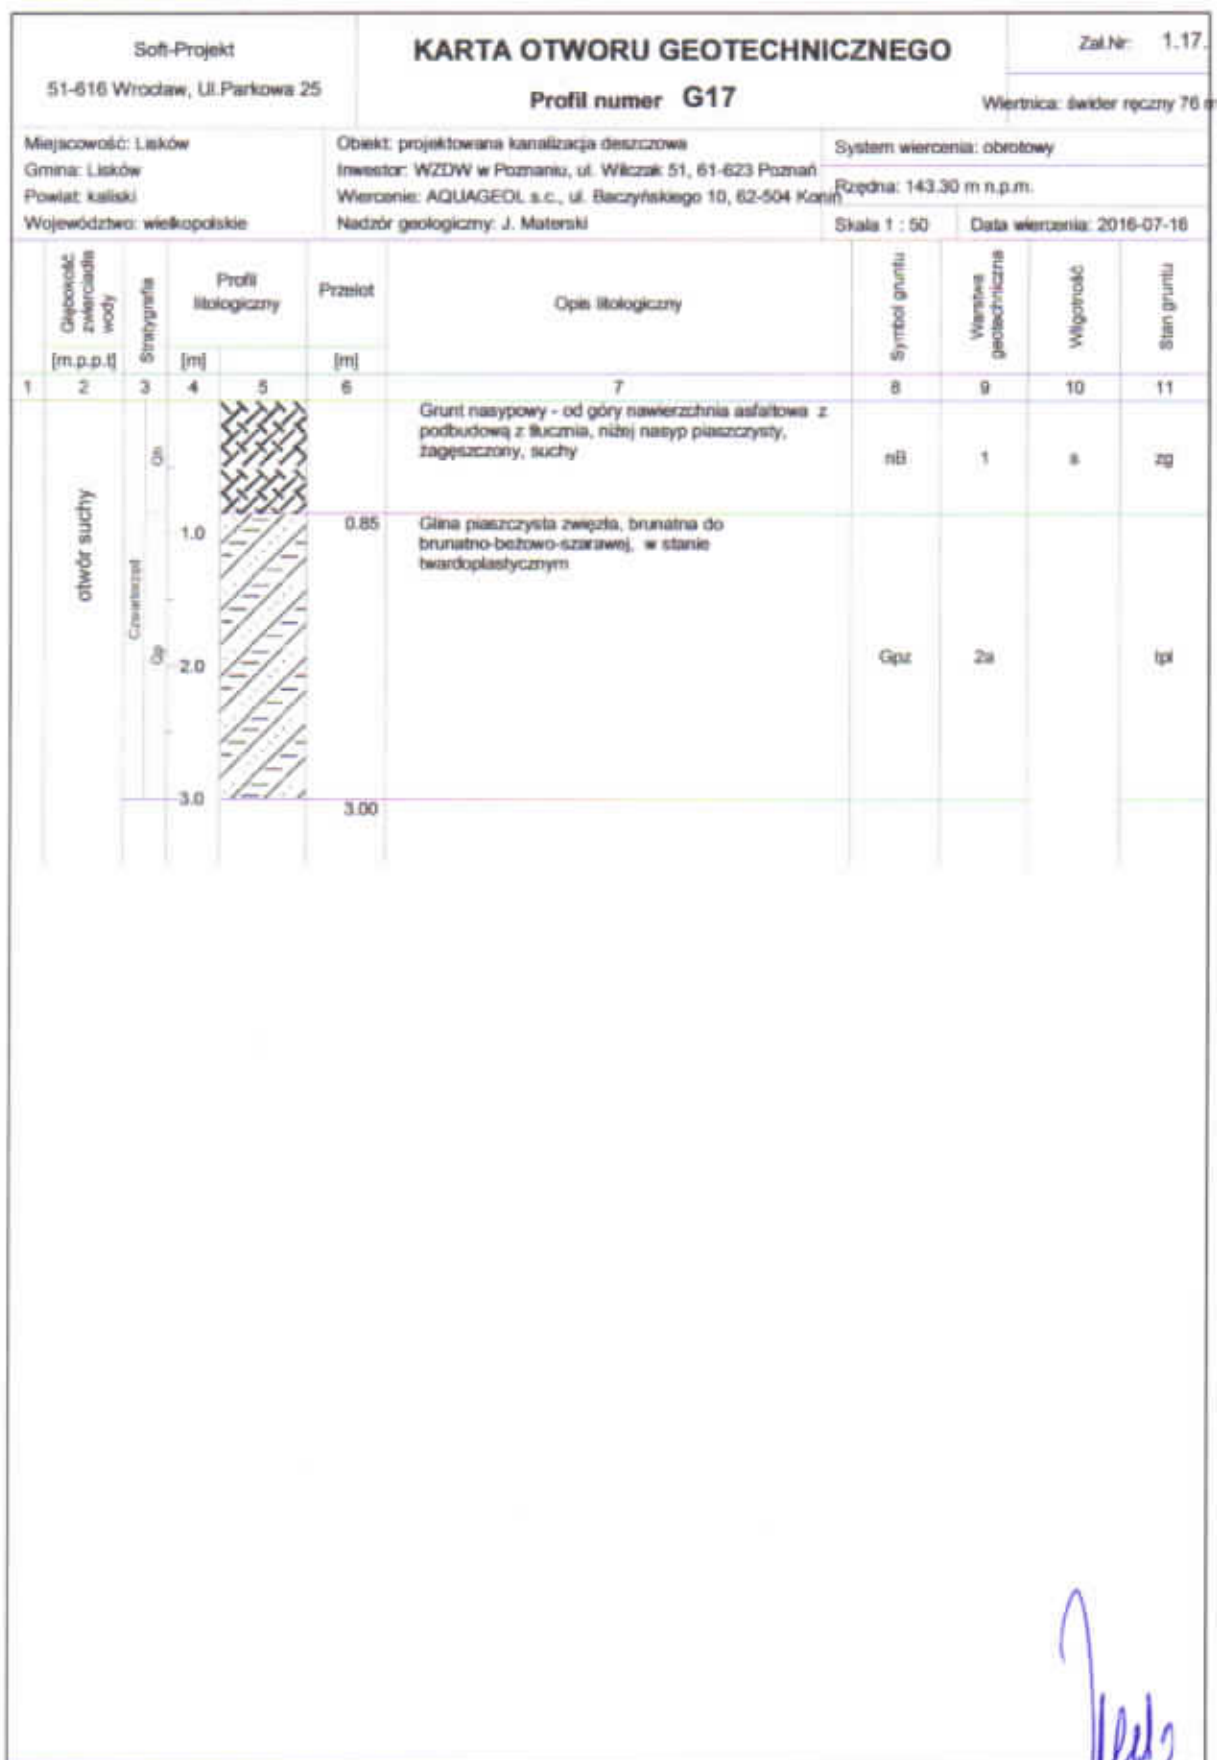 Soft-Projekt
51-616 Wrocław, Ul.Parkowa 25
KARTA OTWORU GEOTECHNICZNEGO
Profil numer G17
Zał.Nr: 1.17.
Wiertnica: świder ręczny 76 m
Miejscowość: Lisków
Gmina: Lisków
Powiat: kaliski
Województwo: wielkopolskie
Obiekt: projektowana kanalizacja deszczowa
Inwestor: WZDW w Poznaniu, ul. Wilczak 51, 61-623 Poznań
Wiercenie: AQUAGEOL s.c., ul. Baczyńskiego 10, 62-504 Konin
Nadzór geologiczny: J. Materski
System wiercenia: obrotowy
Rzędna: 143.30 m n.p.m.
Skala 1 : 50
Data wiercenia: 2016-07-16
Głębokość
zwierciadła
wody
[m.p.p.t]
Stratygrafia
Profil
litologiczny
[m]
Przelot
[m]
Opis litologiczny
Symbol gruntu
Warstwa
geotechniczna
Wilgotność
Stan gruntu
1 2 3 4 5 6 7 8 9 10 11
otwór suchy
Czwartorzęd
Qh
Qp
1.0
2.0
3.0
Grunt nasypowy - od góry nawierzchnia asfaltowa z
podbudową z tłucznia, niżej nasyp piaszczysty,
zagęszczony, suchy
nB 1 s zg
0.85
Glina piaszczysta zwięzła, brunatna do
brunatno-beżowo-szarawej, w stanie
twardoplastycznym
Gpz 2a tpl
3.00